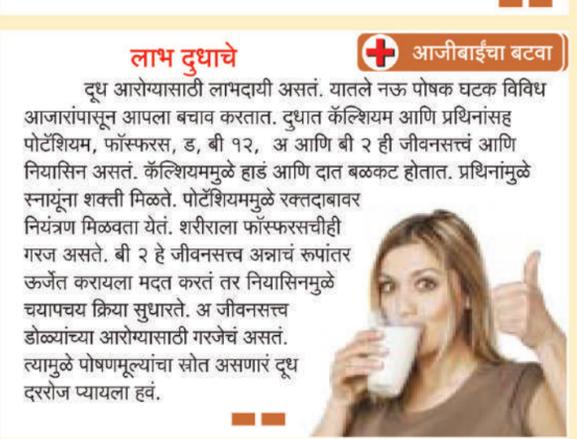 लाभ दुधाचे
आजीबाईंचा बटवा
दूध आरोग्यासाठी लाभदायी असतं. यातले नऊ पोषक घटक विविध
आजारांपासून आपला बचाव करतात. दुधात कॅल्शियम आणि प्रथिनांसह
पोटॅशियम, फॉस्फरस, ड, बी १२, अ आणि बी २ ही जीवनसत्त्वं आणि
नियासिन असतं. कॅल्शियममुळे हाडं आणि दात बळकट होतात. प्रथिनांमुळे
स्नायूंना शक्ती मिळते. पोटॅशियममुळे रक्तदाबावर
नियंत्रण मिळवता येतं. शरीराला फॉस्फरसचीही
गरज असते. बी २ हे जीवनसत्त्व अन्नाचं रूपांतर
ऊर्जेत करायला मदत करतं तर नियासिनमुळे
चयापचय क्रिया सुधारते. अ जीवनसत्त्व
डोळ्यांच्या आरोग्यासाठी गरजेचं असतं.
त्यामुळे पोषणमूल्यांचा स्रोत असणारं दूध
दररोज प्यायला हवं.